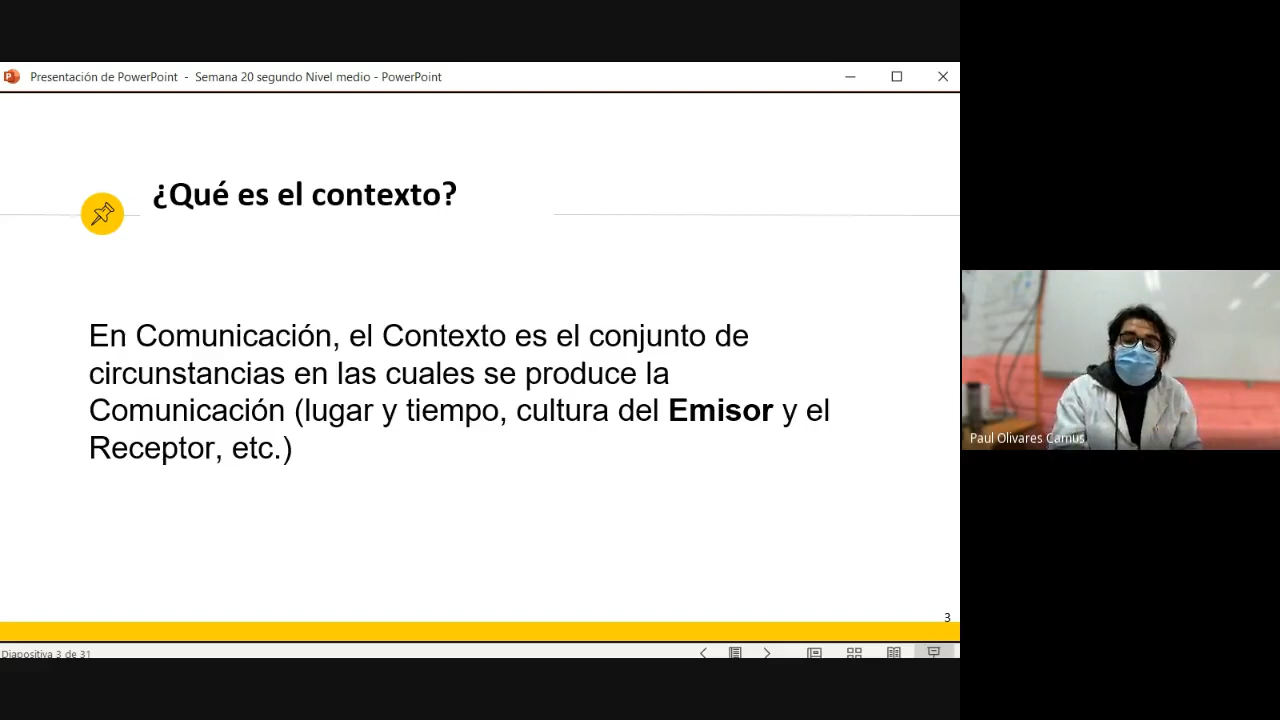 Presentación de PowerPoint - Semana 20 segundo Nivel medio - PowerPoint
¿Qué es el contexto?
En Comunicación, el Contexto es el conjunto de
circunstancias en las cuales se produce la
Comunicación (lugar y tiempo, cultura del Emisor y el
Receptor, etc.)
Paul Olivares Camus
3
Diapositiva 3 de 31